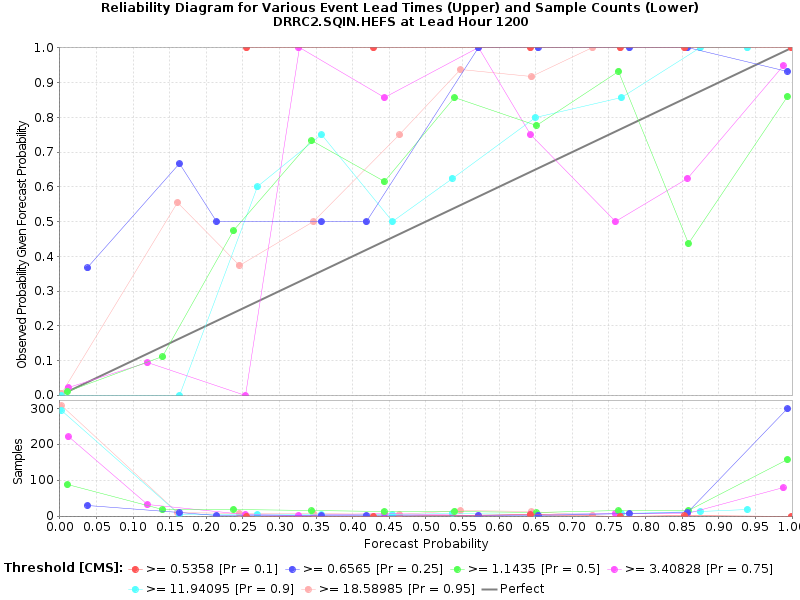 Reliability Diagram for Various Event Lead Times (Upper) and Sample Counts (Lower)
DRRC2.SQIN.HEFS at Lead Hour 1200
Observed Probability Given Forecast Probability
1.0
0.9
0.8
0.7
0.6
0.5
0.4
0.3
0.2
0.1
0.0
Samples
300
200
100
0
0.00 0.05 0.10 0.15 0.20 0.25 0.30 0.35 0.40 0.45 0.50 0.55 0.60 0.65 0.70 0.75 0.80 0.85 0.90 0.95 1.00
Forecast Probability
Threshold [CMS]: >= 0.5358 [Pr = 0.1] >= 0.6565 [Pr = 0.25] >= 1.1435 [Pr = 0.5] >= 3.40828 [Pr = 0.75]
>= 11.94095 [Pr = 0.9] >= 18.58985 [Pr = 0.95] Perfect